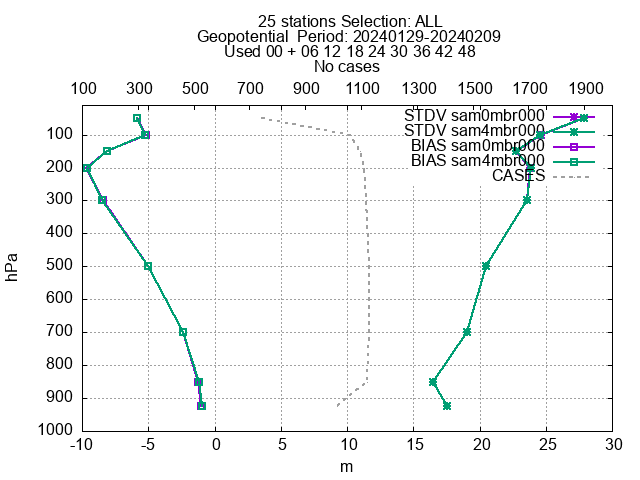 25 stations Selection: ALL
Geopotential  Period: 20240129-20240209
Used 00 + 06 12 18 24 30 36 42 48
No cases
100 300 500 700 900 1100 1300 1500 1700 1900
STDV sam0mbr000
STDV sam4mbr000
BIAS sam0mbr000
BIAS sam4mbr000
CASES
100
200
300
400
500
600
700
800
900
1000
hPa
-10 -5 0 5 10 15 20 25 30
m